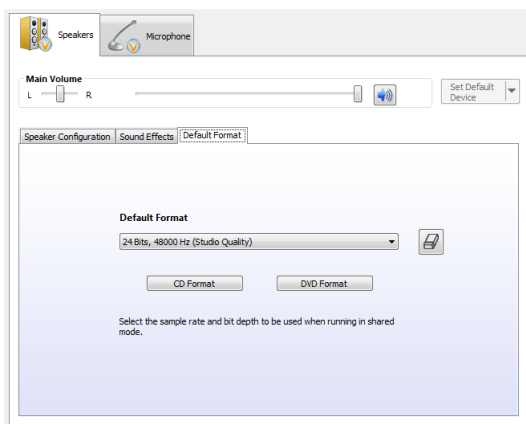 Speakers
Microphone
Main Volume
L
R
Set Default
Device
Speaker Configuration
Sound Effects
Default Format
Default Format
24 Bits, 48000 Hz (Studio Quality)
CD Format
DVD Format
Select the sample rate and bit depth to be used when running in shared
mode.